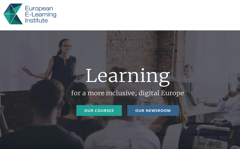 European
E-Learning
Institute
Learning
for a more inclusive, digital Europe
OUR COURSES
OUR NEWSROOM